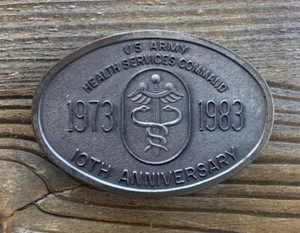 US ARMY
HEALTH SERVICES COMMAND
1973 1983
10TH ANNIVERSARY